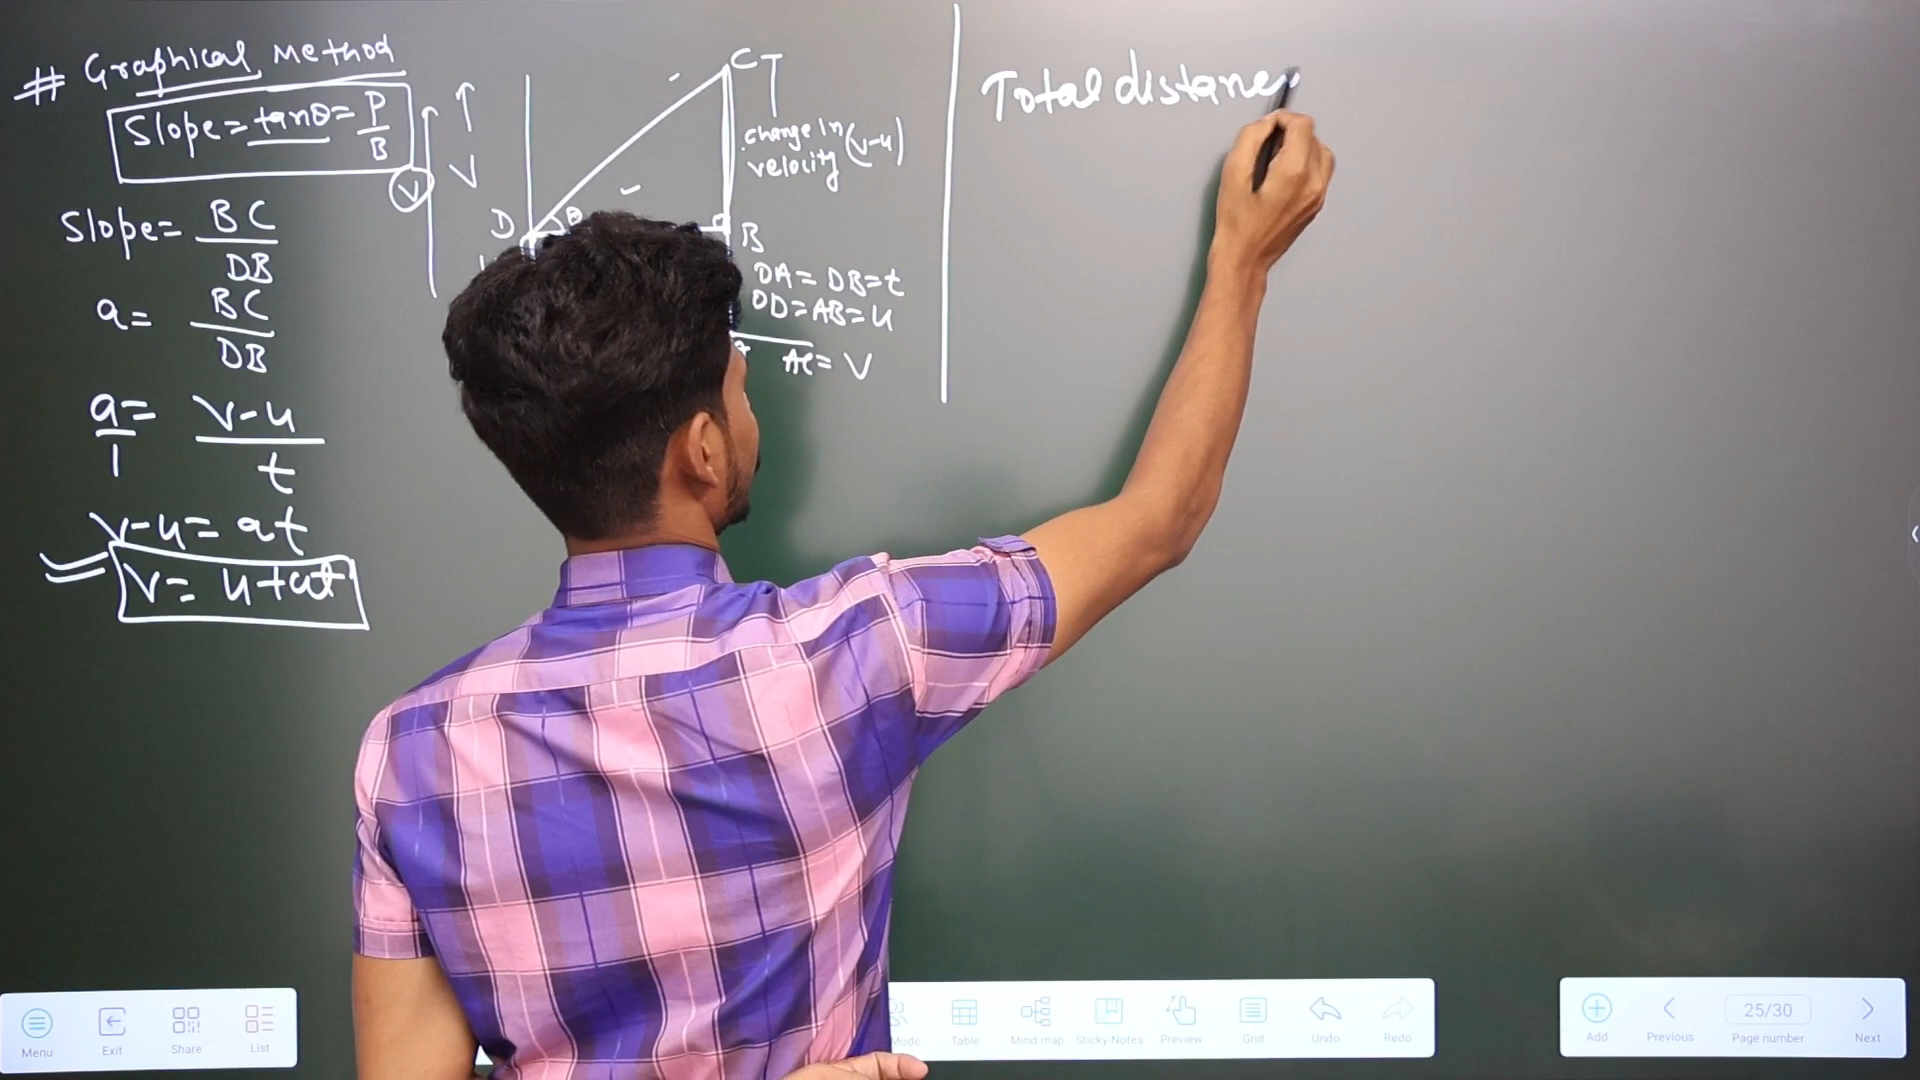 # Graphical Method
Slope = tanθ = P/B
Slope = BC/DB
a = BC/DB
a/1 = v-u/t
v-u = at
v = u+at
V
V
C
D
θ
B
change in
velocity (v-u)
OA = DB = t
OD = AB = u
AC = V
Total distance
Menu
Exit
Share
List
Mode
Table
Mind map
Sticky-Notes
Preview
Grid
Undo
Redo
Add
Previous
25/30
Page number
Next